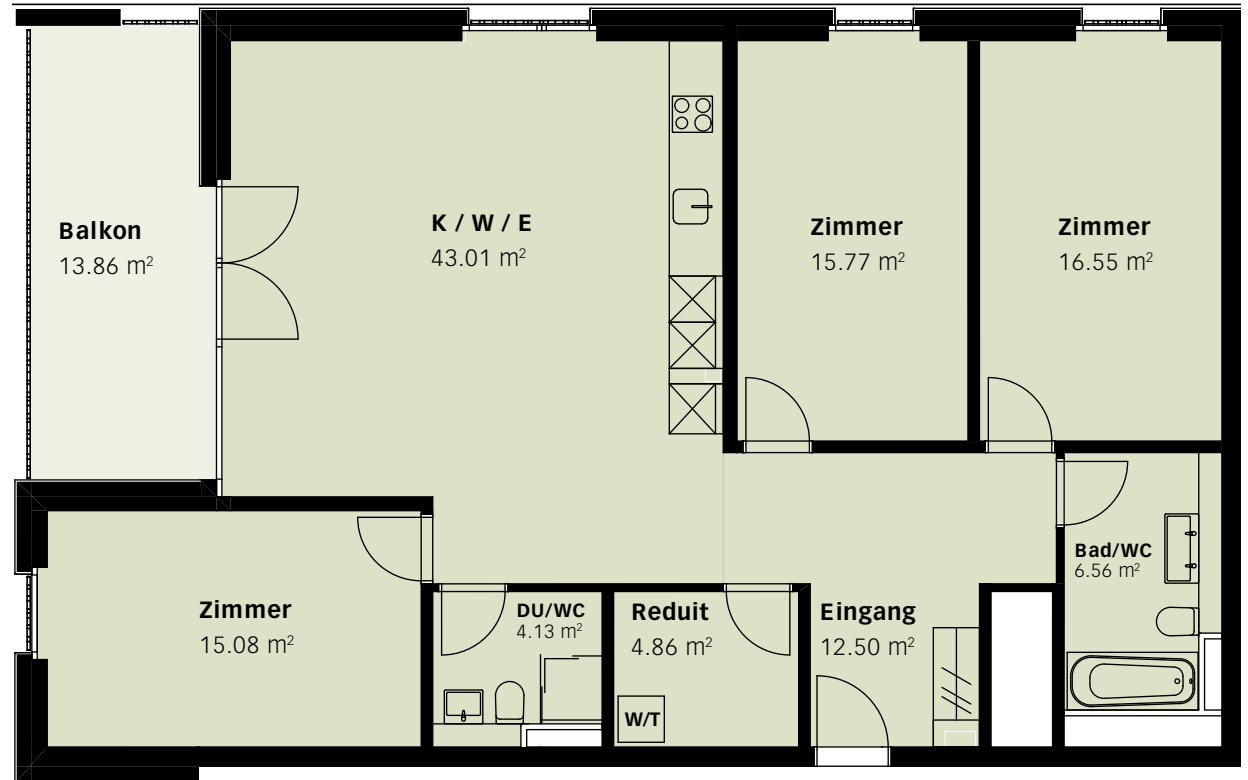 Balkon
13.86 m²
K / W / E
43.01 m²
Zimmer
15.77 m²
Zimmer
16.55 m²
Zimmer
15.08 m²
DU/WC
4.13 m²
Reduit
4.86 m²
W/T
Eingang
12.50 m²
Bad/WC
6.56 m²